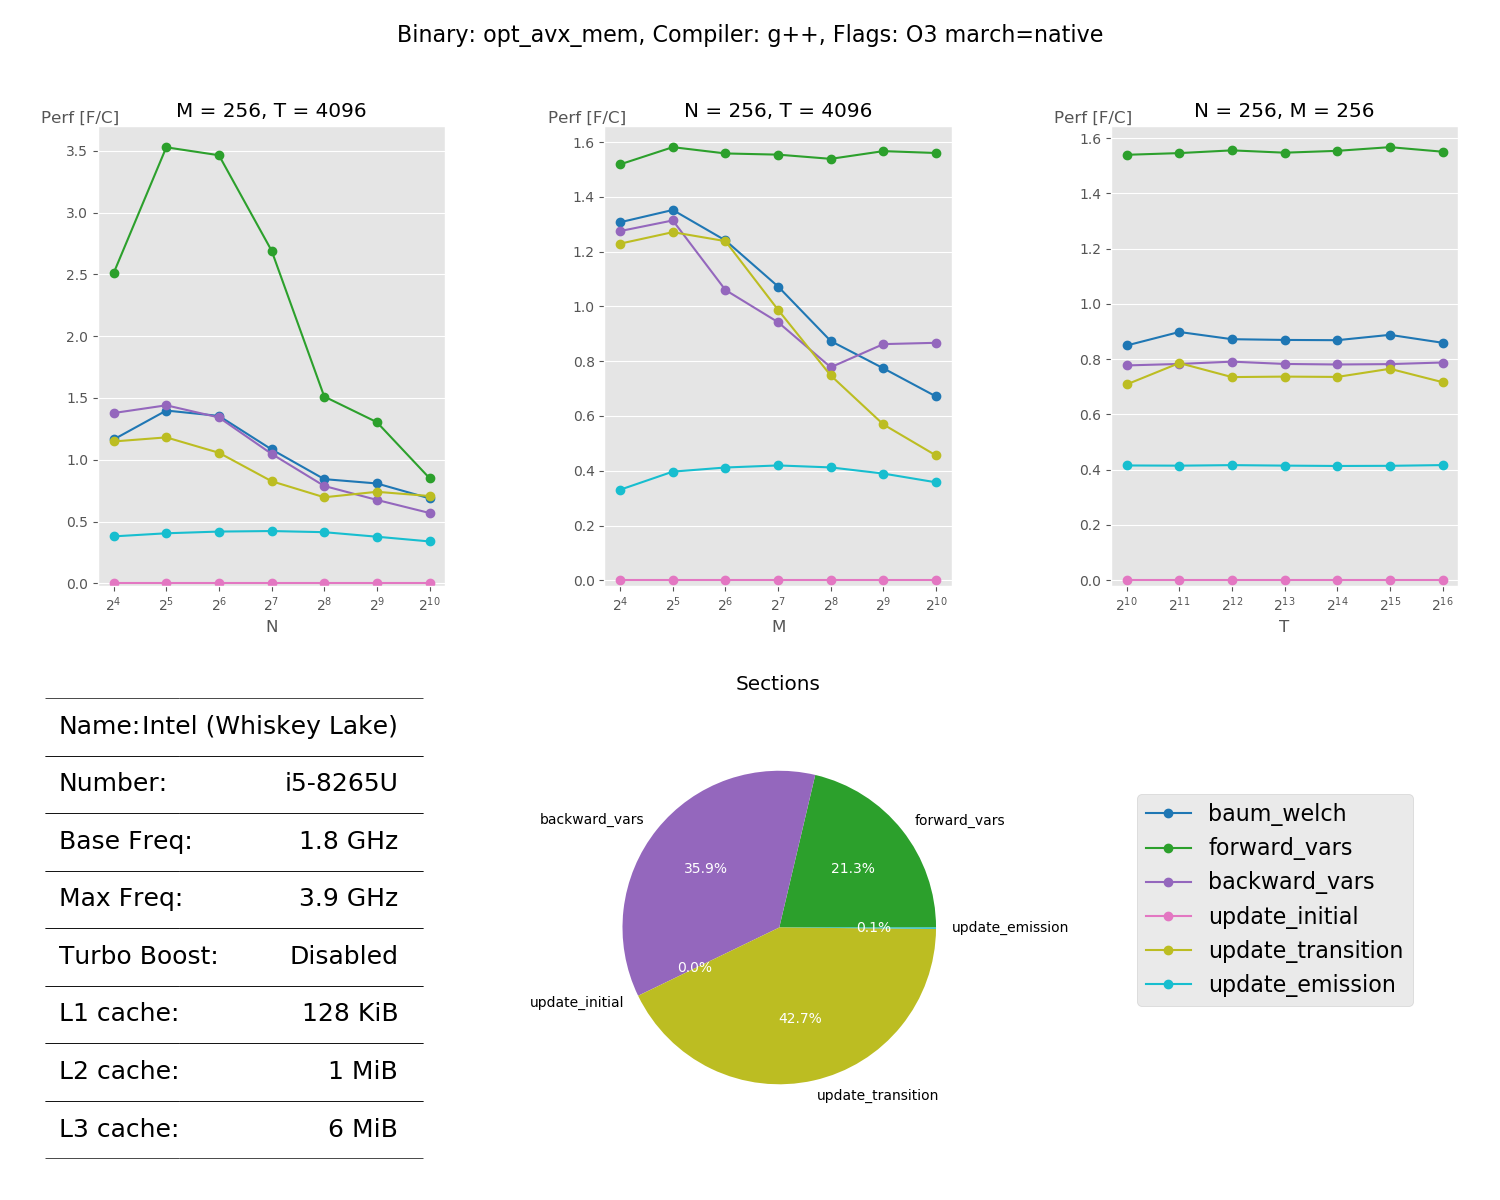 Binary: opt_avx_mem, Compiler: g++, Flags: O3 march=native
Perf [F/C]
M = 256, T = 4096
3.5
3.0
2.5
2.0
1.5
1.0
0.5
0.0
2^4 2^5 2^6 2^7 2^8 2^9 2^10
N
Perf [F/C]
N = 256, T = 4096
1.6
1.4
1.2
1.0
0.8
0.6
0.4
0.2
0.0
2^4 2^5 2^6 2^7 2^8 2^9 2^10
M
Perf [F/C]
N = 256, M = 256
1.6
1.4
1.2
1.0
0.8
0.6
0.4
0.2
0.0
2^10 2^11 2^12 2^13 2^14 2^15 2^16
T
Name: Intel (Whiskey Lake)
Number: i5-8265U
Base Freq: 1.8 GHz
Max Freq: 3.9 GHz
Turbo Boost: Disabled
L1 cache: 128 KiB
L2 cache: 1 MiB
L3 cache: 6 MiB
Sections
backward_vars
forward_vars
35.9%
21.3%
0.1%
update_emission
0.0%
update_initial
42.7%
update_transition
baum_welch
forward_vars
backward_vars
update_initial
update_transition
update_emission